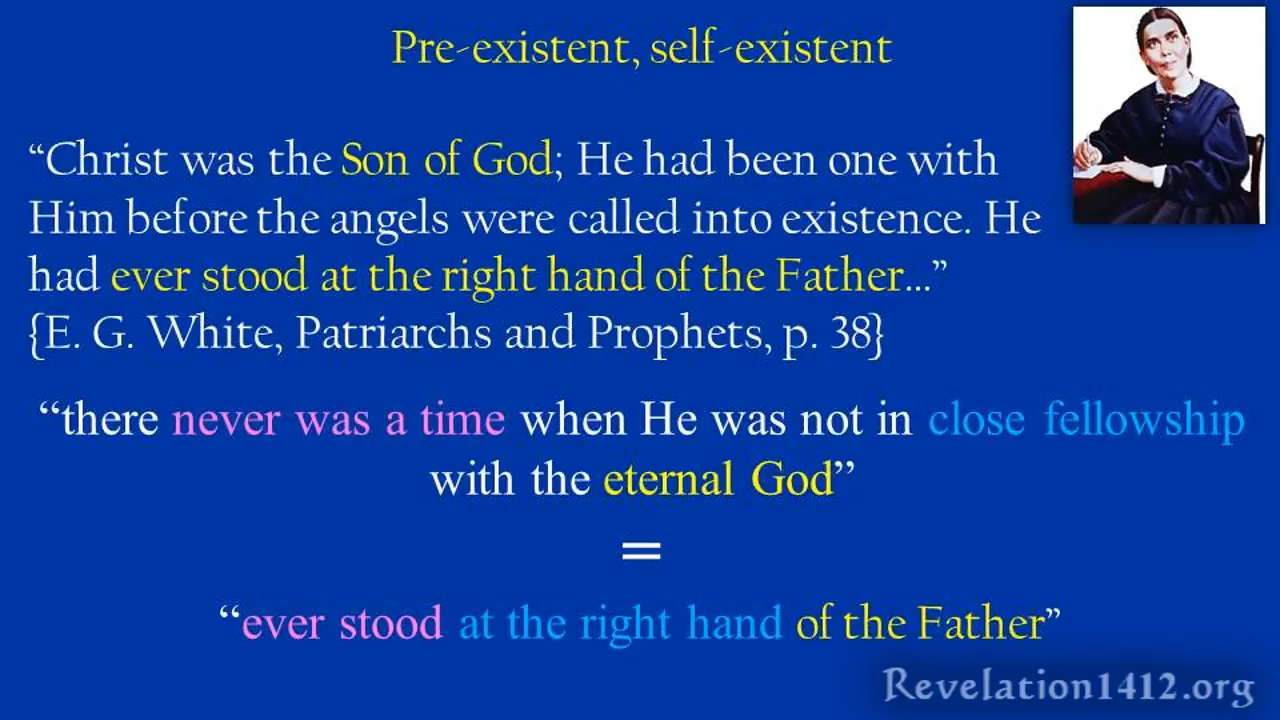 Pre-existent, self-existent
“Christ was the Son of God; He had been one with
Him before the angels were called into existence. He
had ever stood at the right hand of the Father...”
{E. G. White, Patriarchs and Prophets, p. 38}
“there never was a time when He was not in close fellowship
with the eternal God”
=
“ever stood at the right hand of the Father”
Revelation1412.org